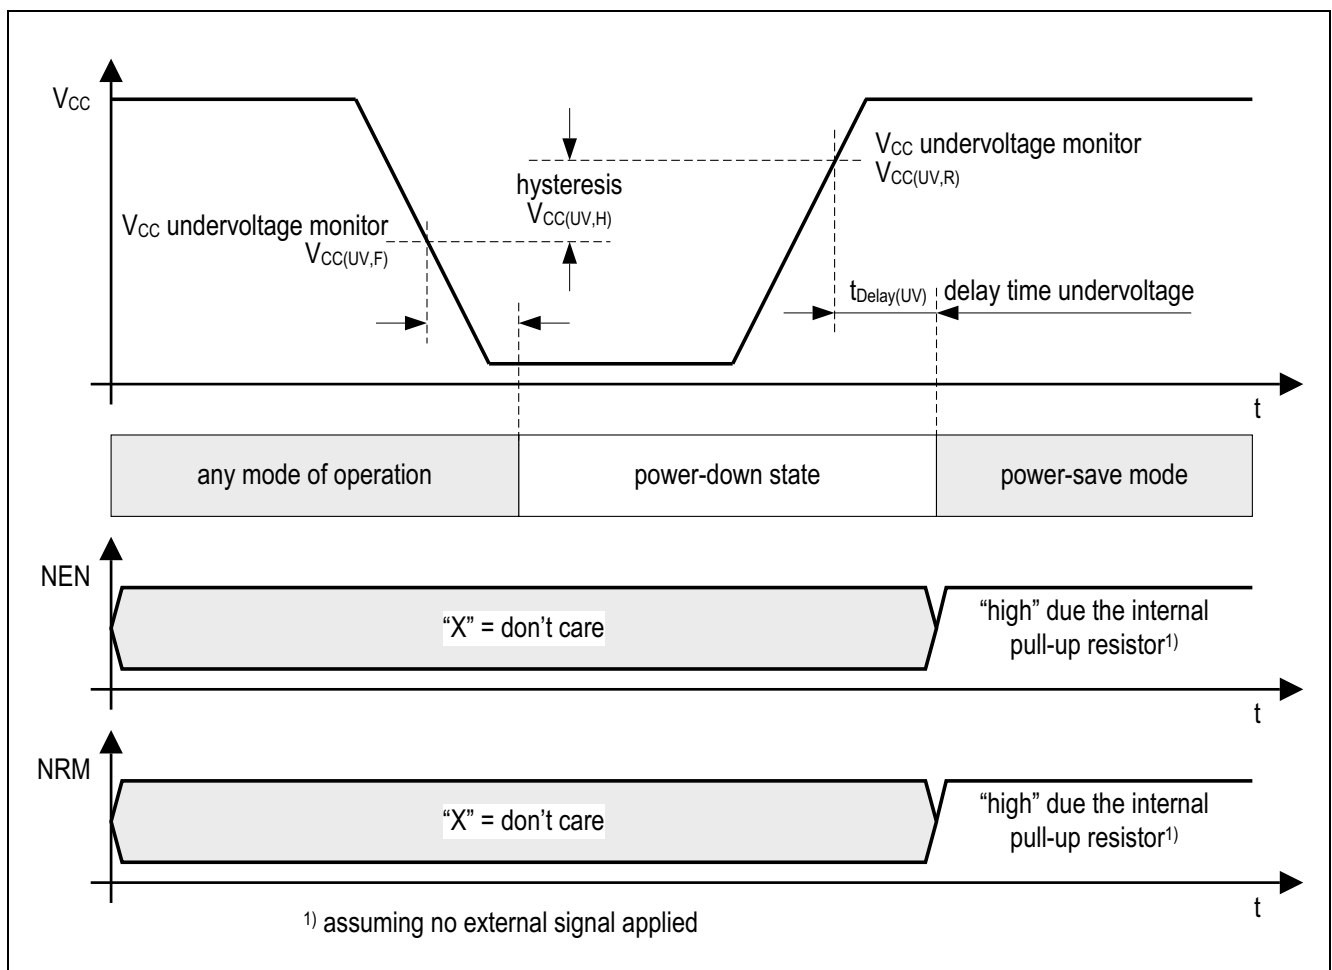 VCC
VCC undervoltage monitor
VCC(UV,F)
hysteresis
VCC(UV,H)
VCC undervoltage monitor
VCC(UV,R)
tDelay(UV) delay time undervoltage
t
any mode of operation
power-down state
power-save mode
NEN
“X” = don’t care
“high” due the internal
pull-up resistor1)
t
NRM
“X” = don’t care
“high” due the internal
pull-up resistor1)
t
1) assuming no external signal applied